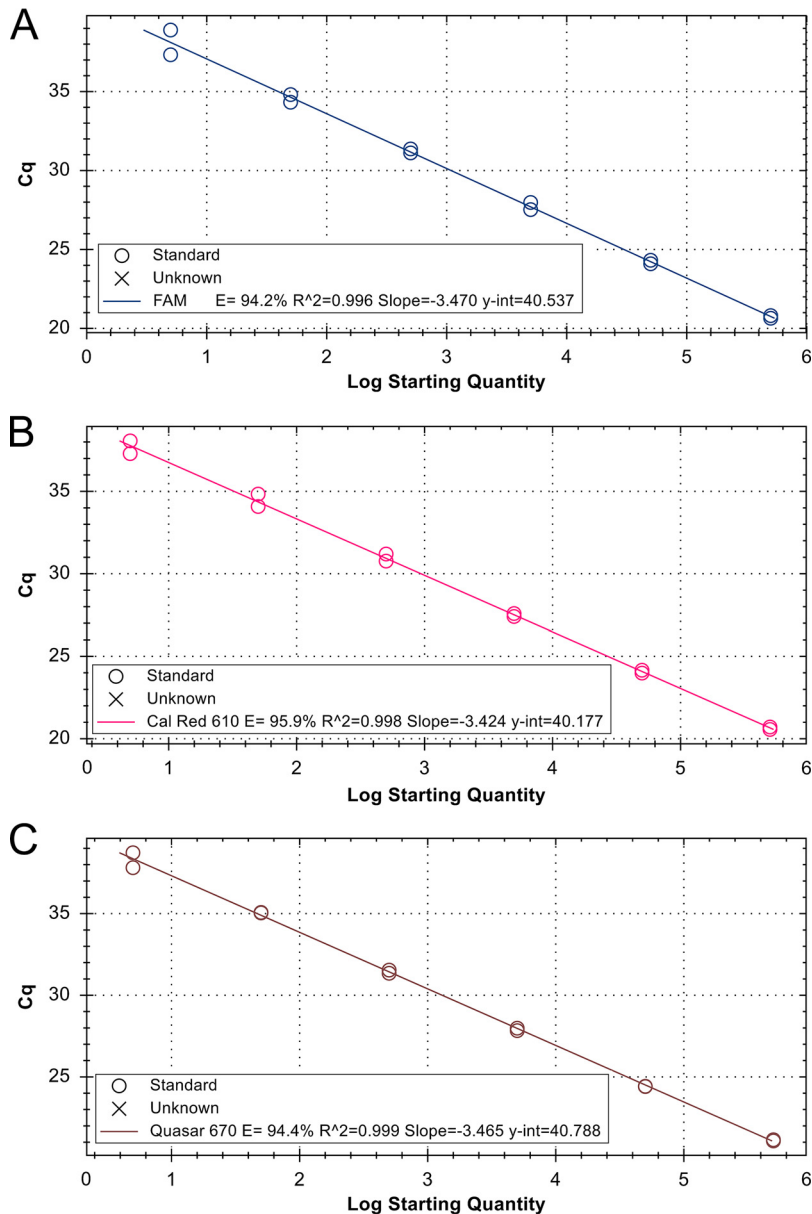 A
35
30
25
20
Cq
Standard
Unknown
FAM E= 94.2% R^2=0.996 Slope=-3.470 y-int=40.537
0 1 2 3 4 5 6
Log Starting Quantity
B
35
30
25
20
Cq
Standard
Unknown
Cal Red 610 E= 95.9% R^2=0.998 Slope=-3.424 y-int=40.177
0 1 2 3 4 5 6
Log Starting Quantity
C
35
30
25
Cq
Standard
Unknown
Quasar 670 E= 94.4% R^2=0.999 Slope=-3.465 y-int=40.788
0 1 2 3 4 5 6
Log Starting Quantity